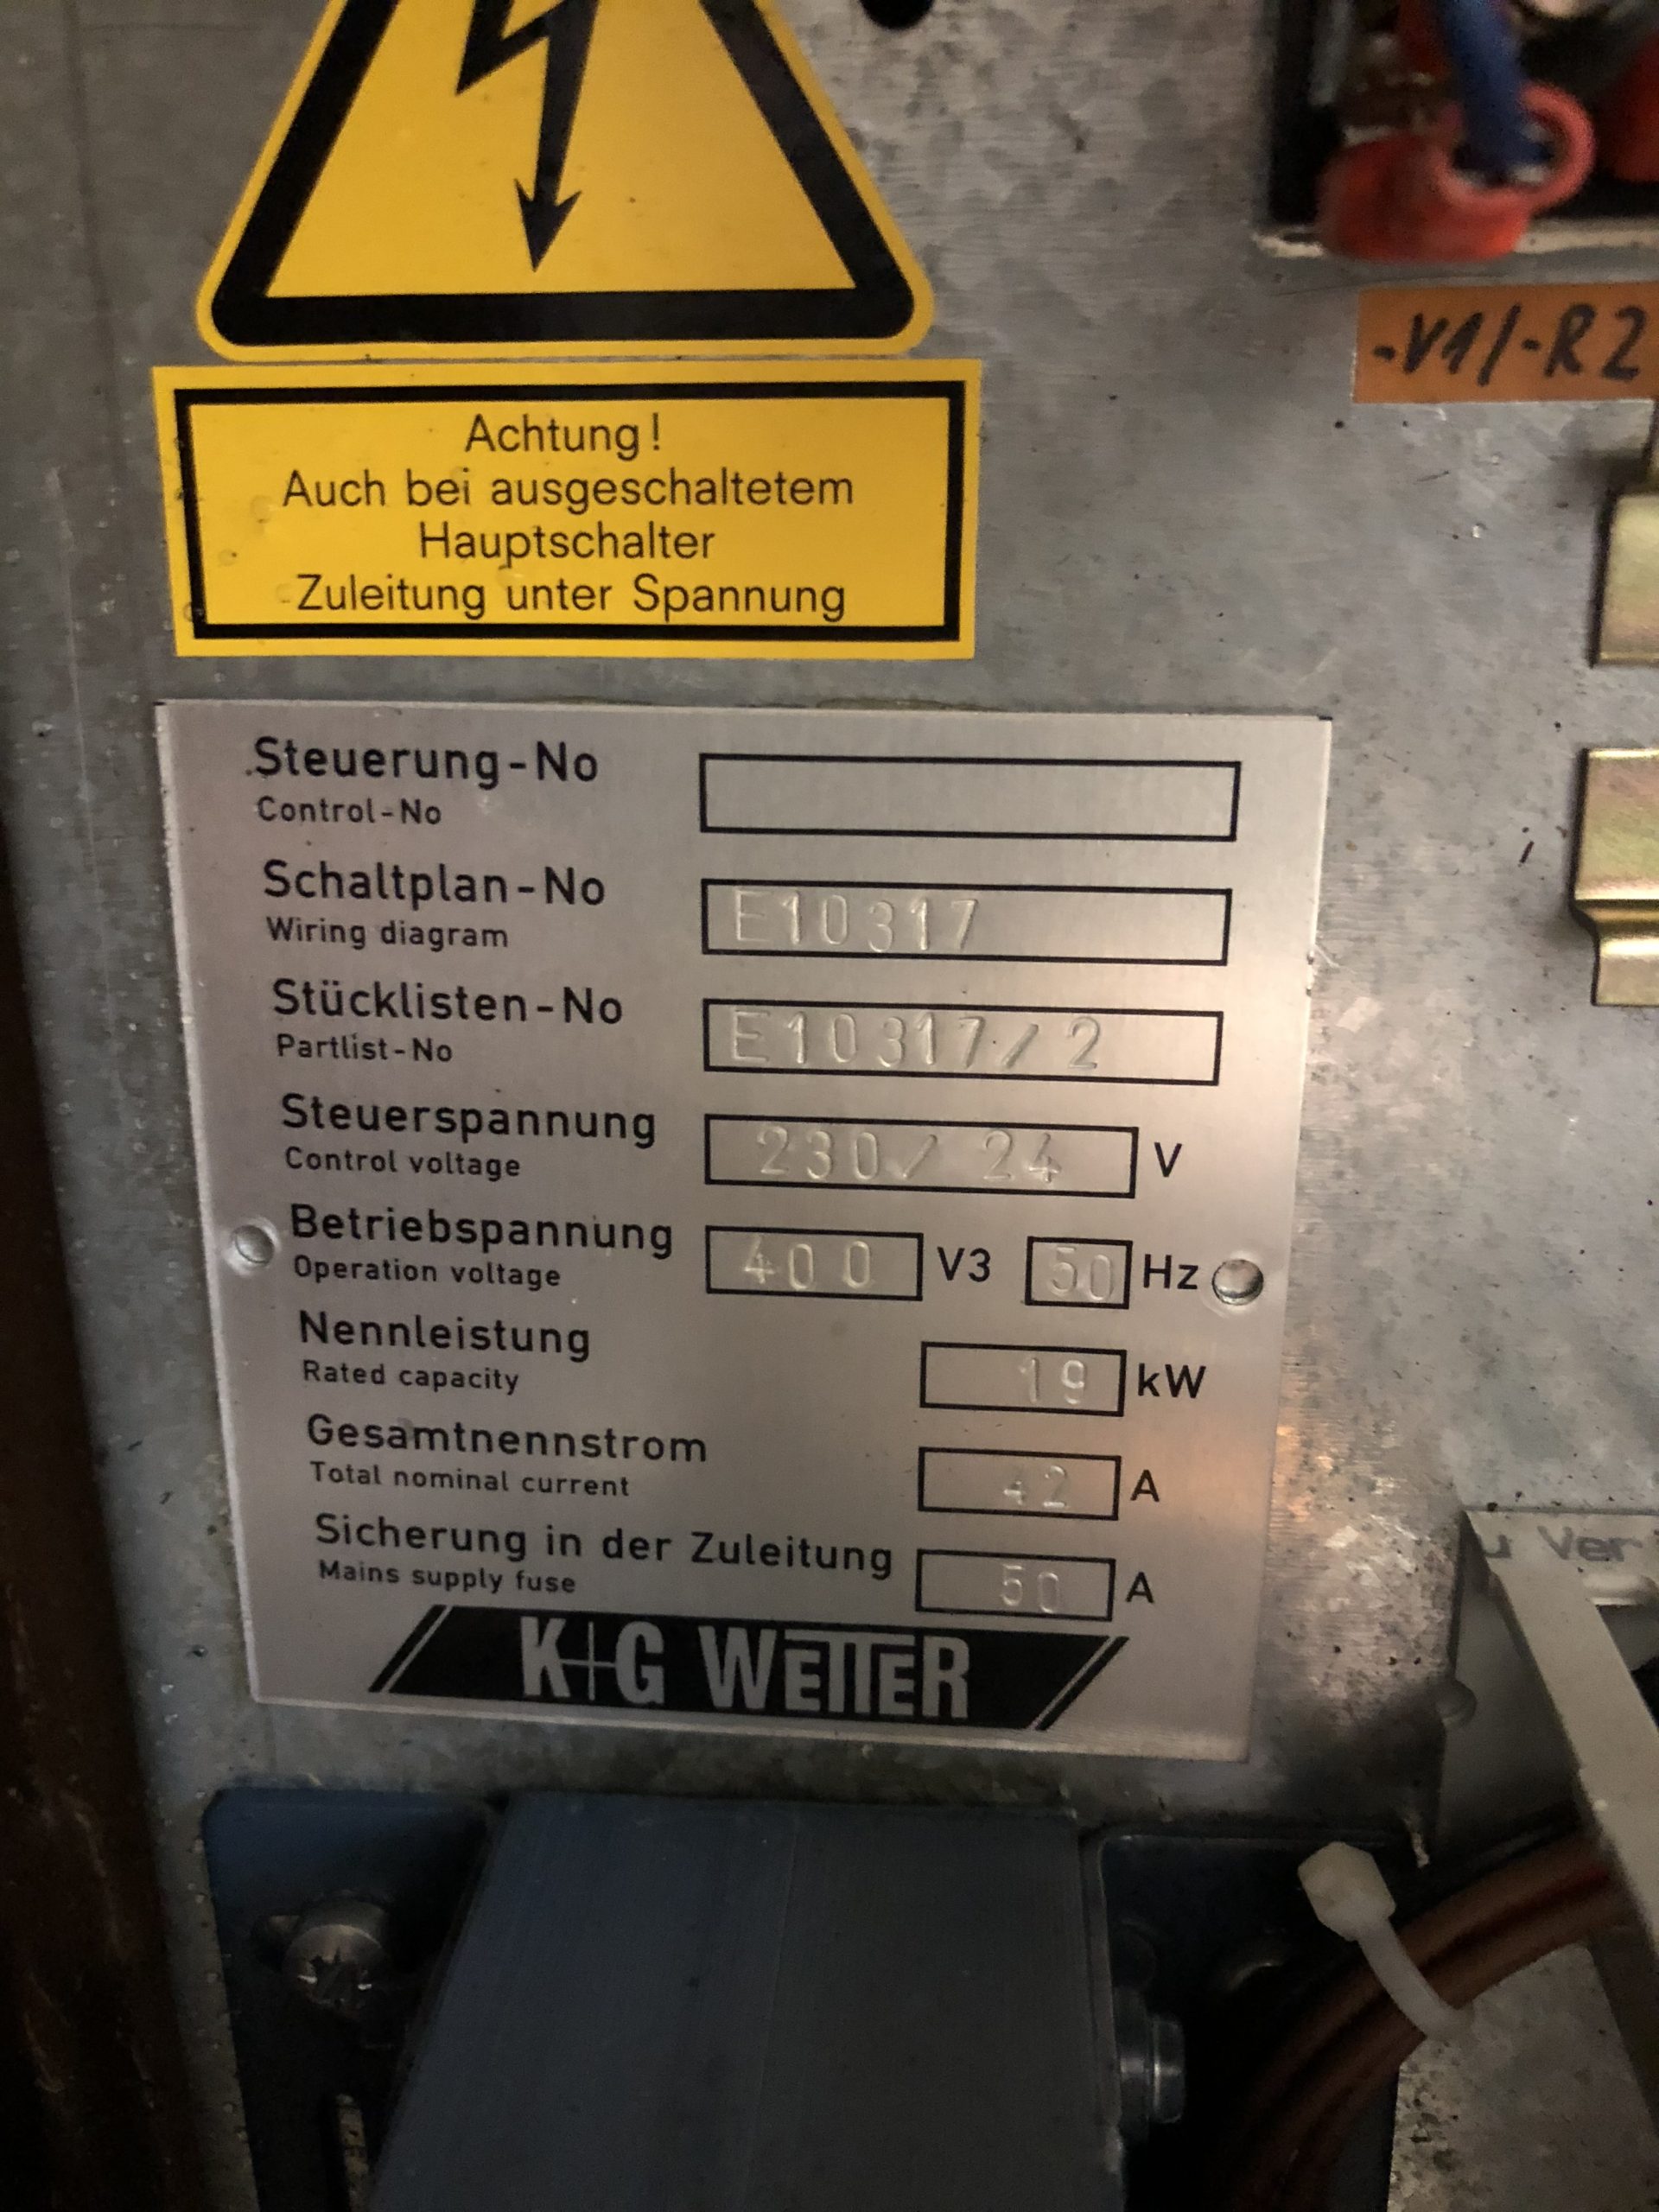 -V1/-R2
Achtung!
Auch bei ausgeschaltetem
Hauptschalter
Zuleitung unter Spannung
Steuerung-No
Control-No
Schaltplan-No E10317
Wiring diagram
Stücklisten-No E10317/2
Partlist-No
Steuerspannung 230/24 V
Control voltage
Betriebspannung 400 V3 50 Hz
Operation voltage
Nennleistung 19 kW
Rated capacity
Gesamtnennstrom 42 A
Total nominal current
Sicherung in der Zuleitung 50 A
Mains supply fuse
K+G WETTER